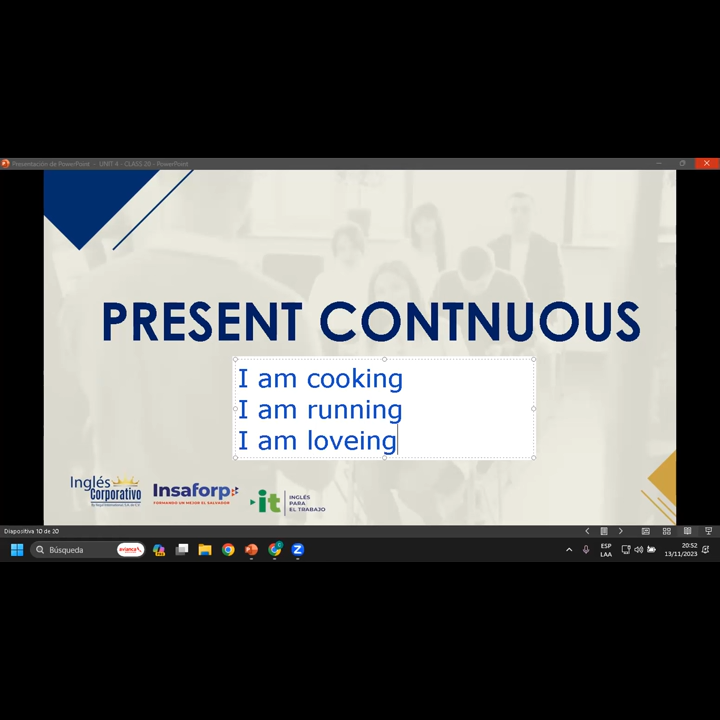 Presentación de PowerPoint - UNIT 4 - CLASS 20 - PowerPoint
PRESENT CONTNUOUS
I am cooking
I am running
I am loveing
Inglés
Corporativo
Insaforp
FORMANDO UN MEJOR EL SALVADOR
it
INGLÉS
PARA
EL TRABAJO
Diapositiva 10 de 20
Búsqueda
avianca
ESP
LAA
20:52
13/11/2023